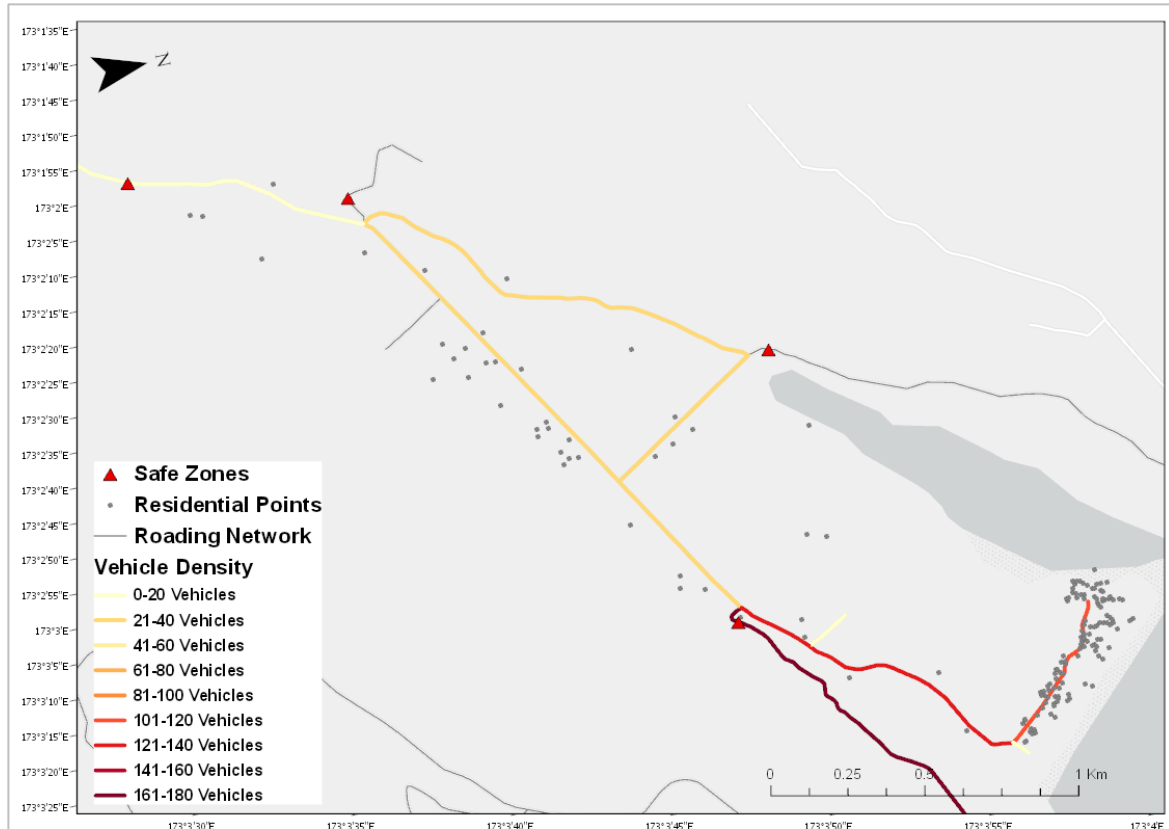 173°1'35"E
173°1'40"E
173°1'45"E
173°1'50"E
173°1'55"E
173°2'E
173°2'5"E
173°2'10"E
173°2'15"E
173°2'20"E
173°2'25"E
173°2'30"E
173°2'35"E
173°2'40"E
173°2'45"E
173°2'50"E
173°2'55"E
173°3'E
173°3'5"E
173°3'10"E
173°3'15"E
173°3'20"E
173°3'25"E
N
Safe Zones
Residential Points
Roading Network
Vehicle Density
0-20 Vehicles
21-40 Vehicles
41-60 Vehicles
61-80 Vehicles
81-100 Vehicles
101-120 Vehicles
121-140 Vehicles
141-160 Vehicles
161-180 Vehicles
0 0.25 0.5 1 Km
173°3'30"E 173°3'35"E 173°3'40"E 173°3'45"E 173°3'50"E 173°3'55"E 173°4'E